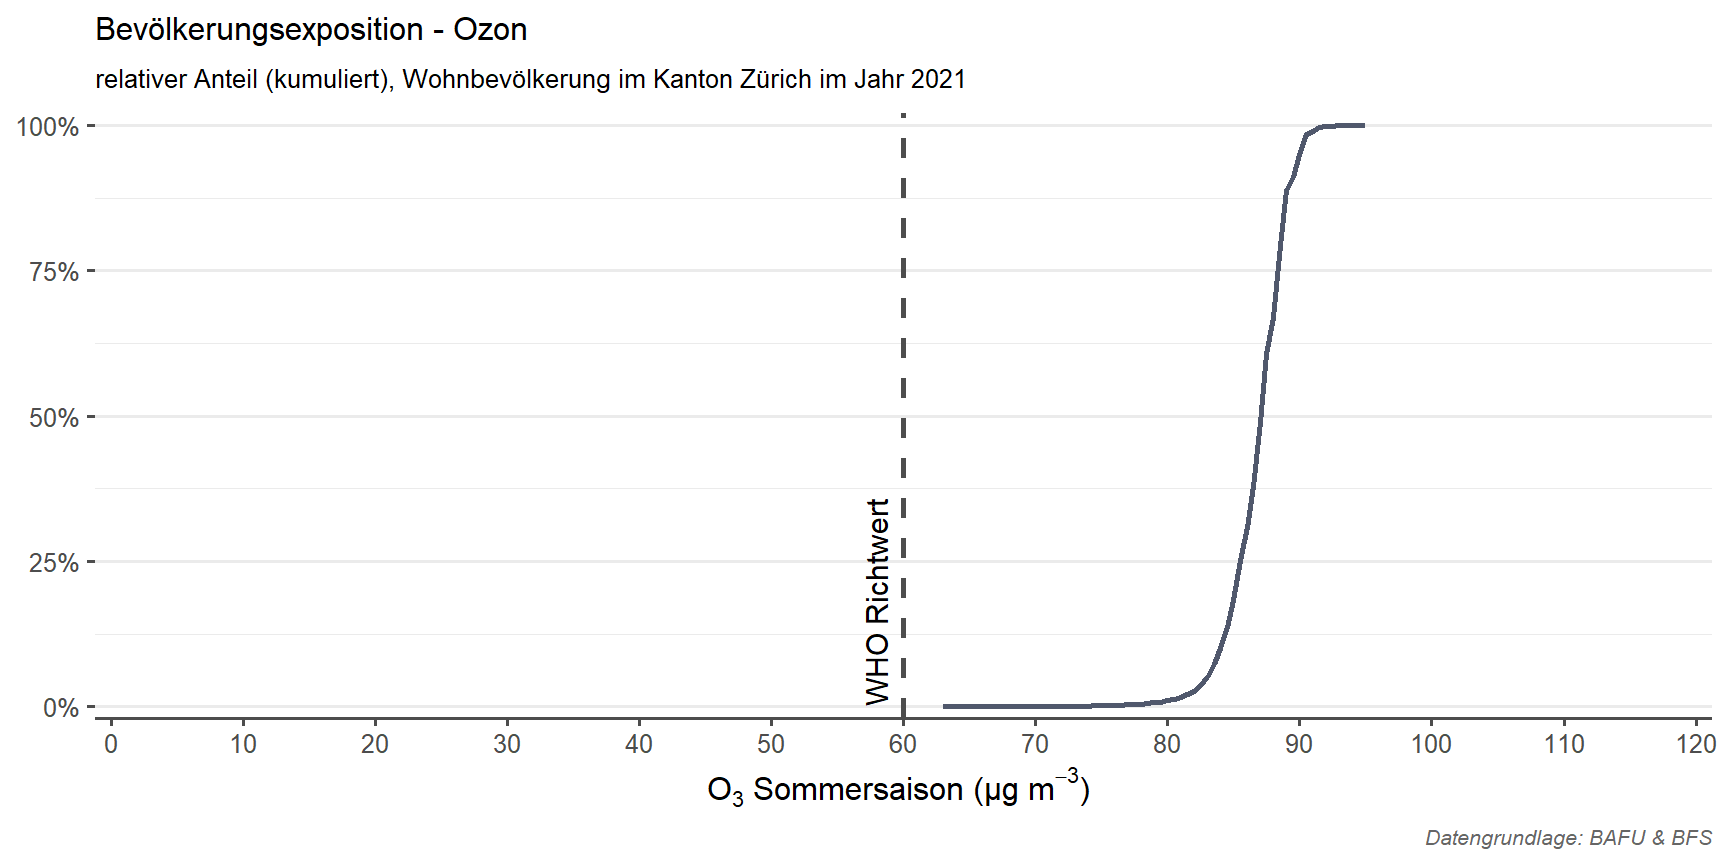 Bevölkerungsexposition - Ozon
relativer Anteil (kumuliert), Wohnbevölkerung im Kanton Zürich im Jahr 2021
100%
75%
50%
25%
0%
WHO Richtwert
0 10 20 30 40 50 60 70 80 90 100 110 120
O₃ Sommersaison (µg m⁻³)
Datengrundlage: BAFU & BFS